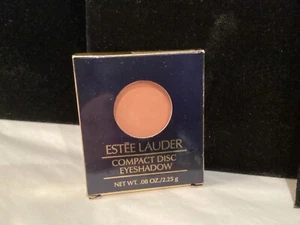 ESTĒE LAUDER
COMPACT DISC
EYESHADOW
NET WT. .08 OZ./2.25 g